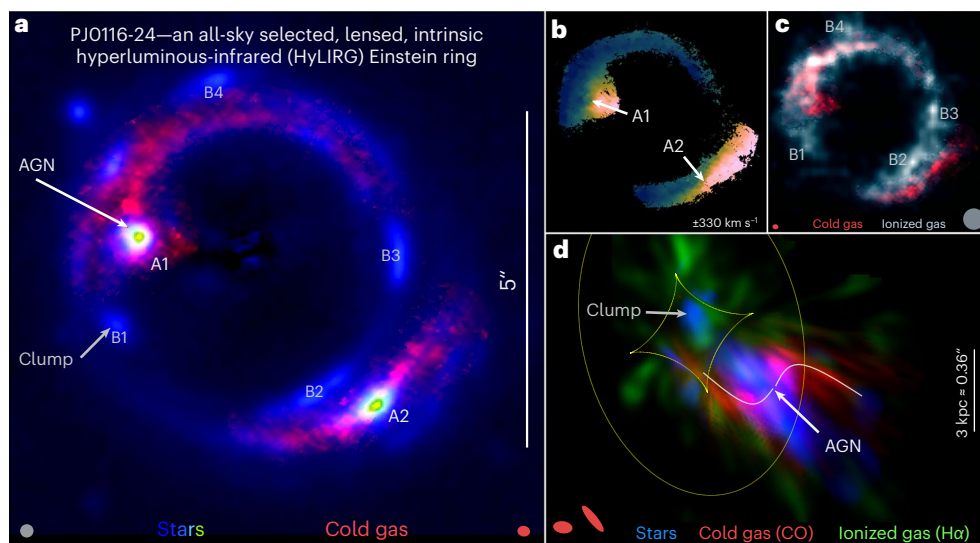 a
PJ0116-24—an all-sky selected, lensed, intrinsic
hyperluminous-infrared (HyLIRG) Einstein ring
B4
AGN
A1
B3
5″
B1
Clump
B2
A2
Stars
Cold gas
b
A1
A2
±330 km s⁻¹
c
B4
B3
B1
B2
Cold gas
Ionized gas
d
Clump
AGN
3 kpc ≈ 0.36″
Stars
Cold gas (CO)
Ionized gas (Hα)